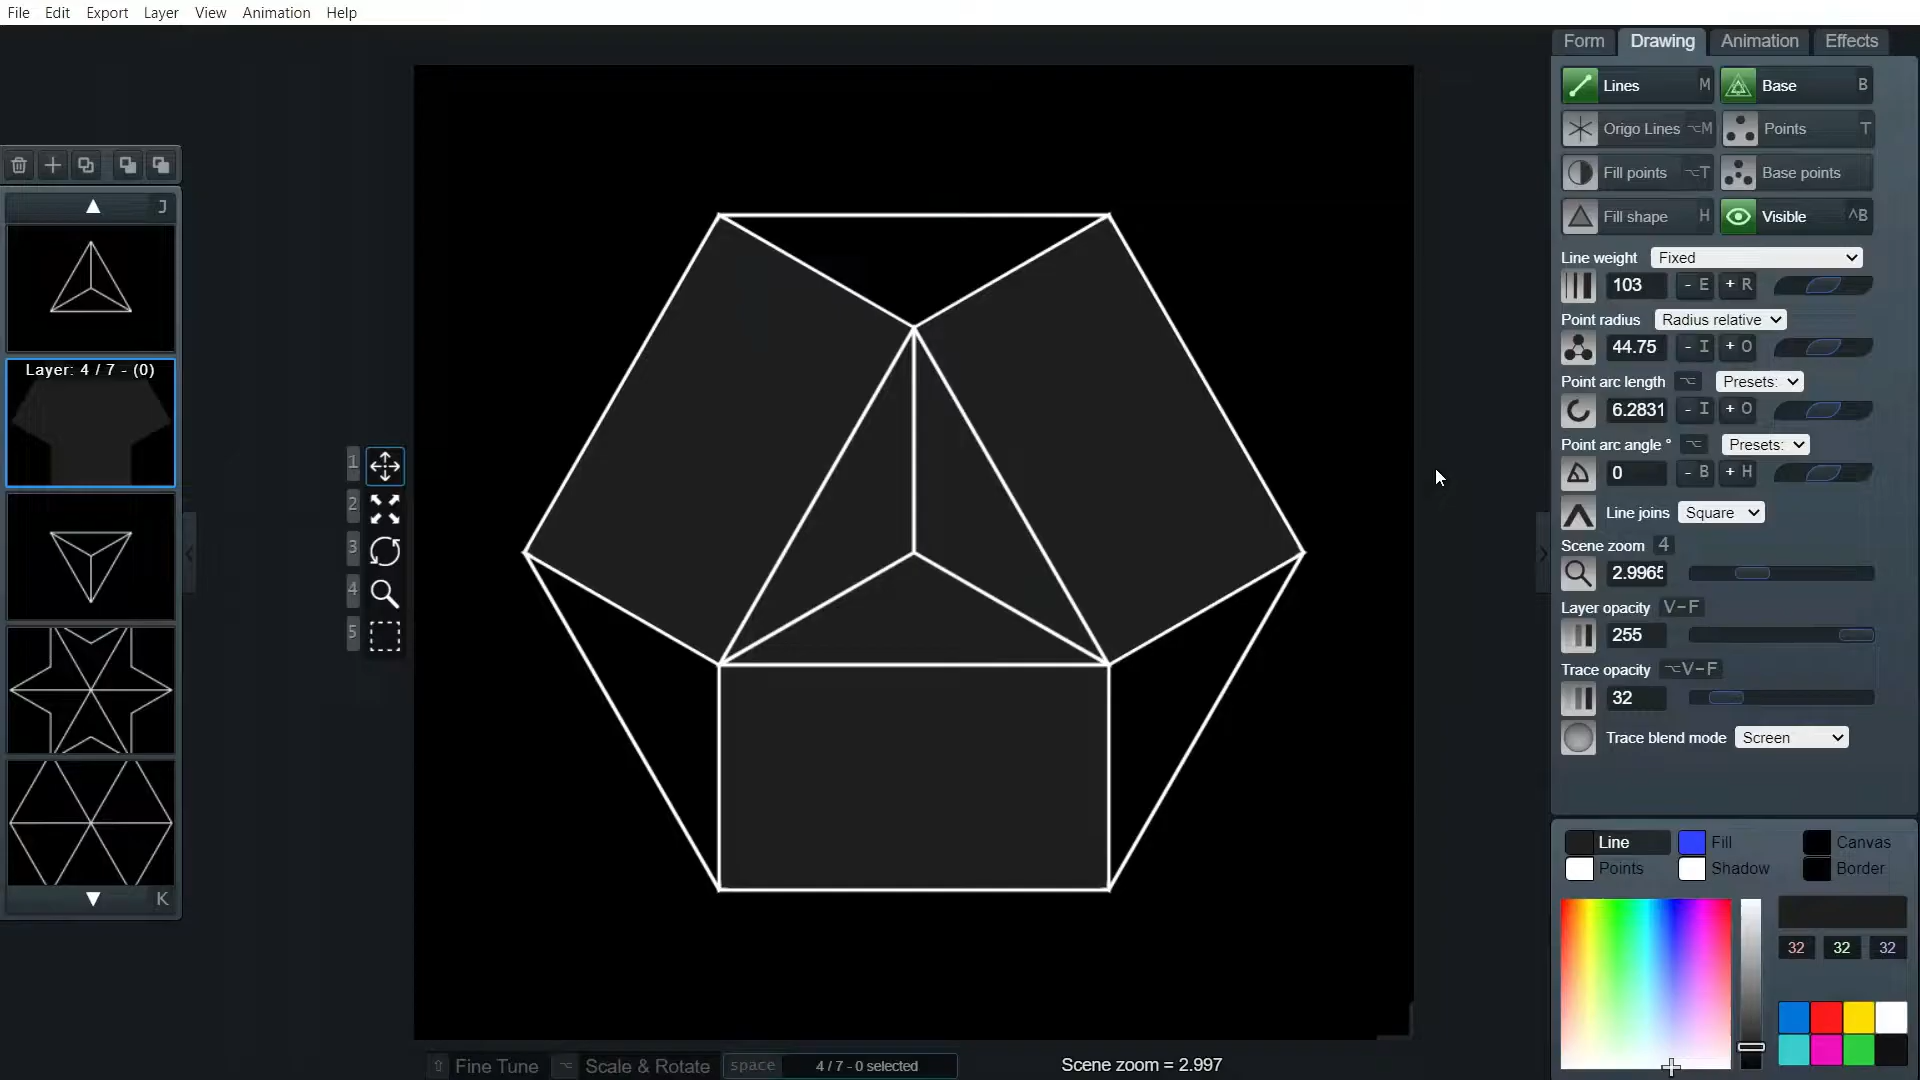 File Edit Export Layer View Animation Help
Form Drawing Animation Effects
Lines M Base B
Origo Lines ⌥M Points T
Fill points ⌥T Base points
Fill shape H Visible ^B
Line weight Fixed
103 - E + R
Point radius Radius relative
44.75 - I + O
Point arc length ⌥ Presets:
6.2831 - I + O
Point arc angle ° ⌥ Presets:
0 - B + H
Line joins Square
Scene zoom 4
2.9965
Layer opacity V-F
255
Trace opacity ⌥V-F
32
Trace blend mode Screen
Line Fill Canvas
Points Shadow Border
32 32 32
J
Layer: 4 / 7 - (0)
K
1
2
3
4
5
⇧ Fine Tune ⌥ Scale & Rotate space 4 / 7 - 0 selected Scene zoom = 2.997